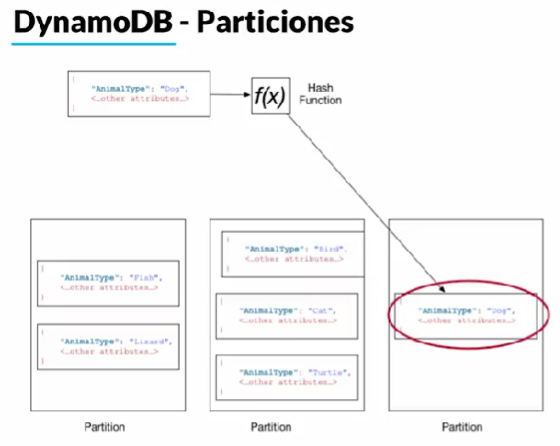 DynamoDB - Particiones
{
"AnimalType": "Dog",
<…other attributes…>
}
f(x)
Hash
Function
{
"AnimalType": "Fish",
<…other attributes…>
}
{
"AnimalType": "Lizard",
<…other attributes…>
}
Partition
{
"AnimalType": "Bird",
<…other attributes…>
}
{
"AnimalType": "Cat",
<…other attributes…>
}
{
"AnimalType": "Turtle",
<…other attributes…>
}
Partition
{
"AnimalType": "Dog",
<…other attributes…>
}
Partition